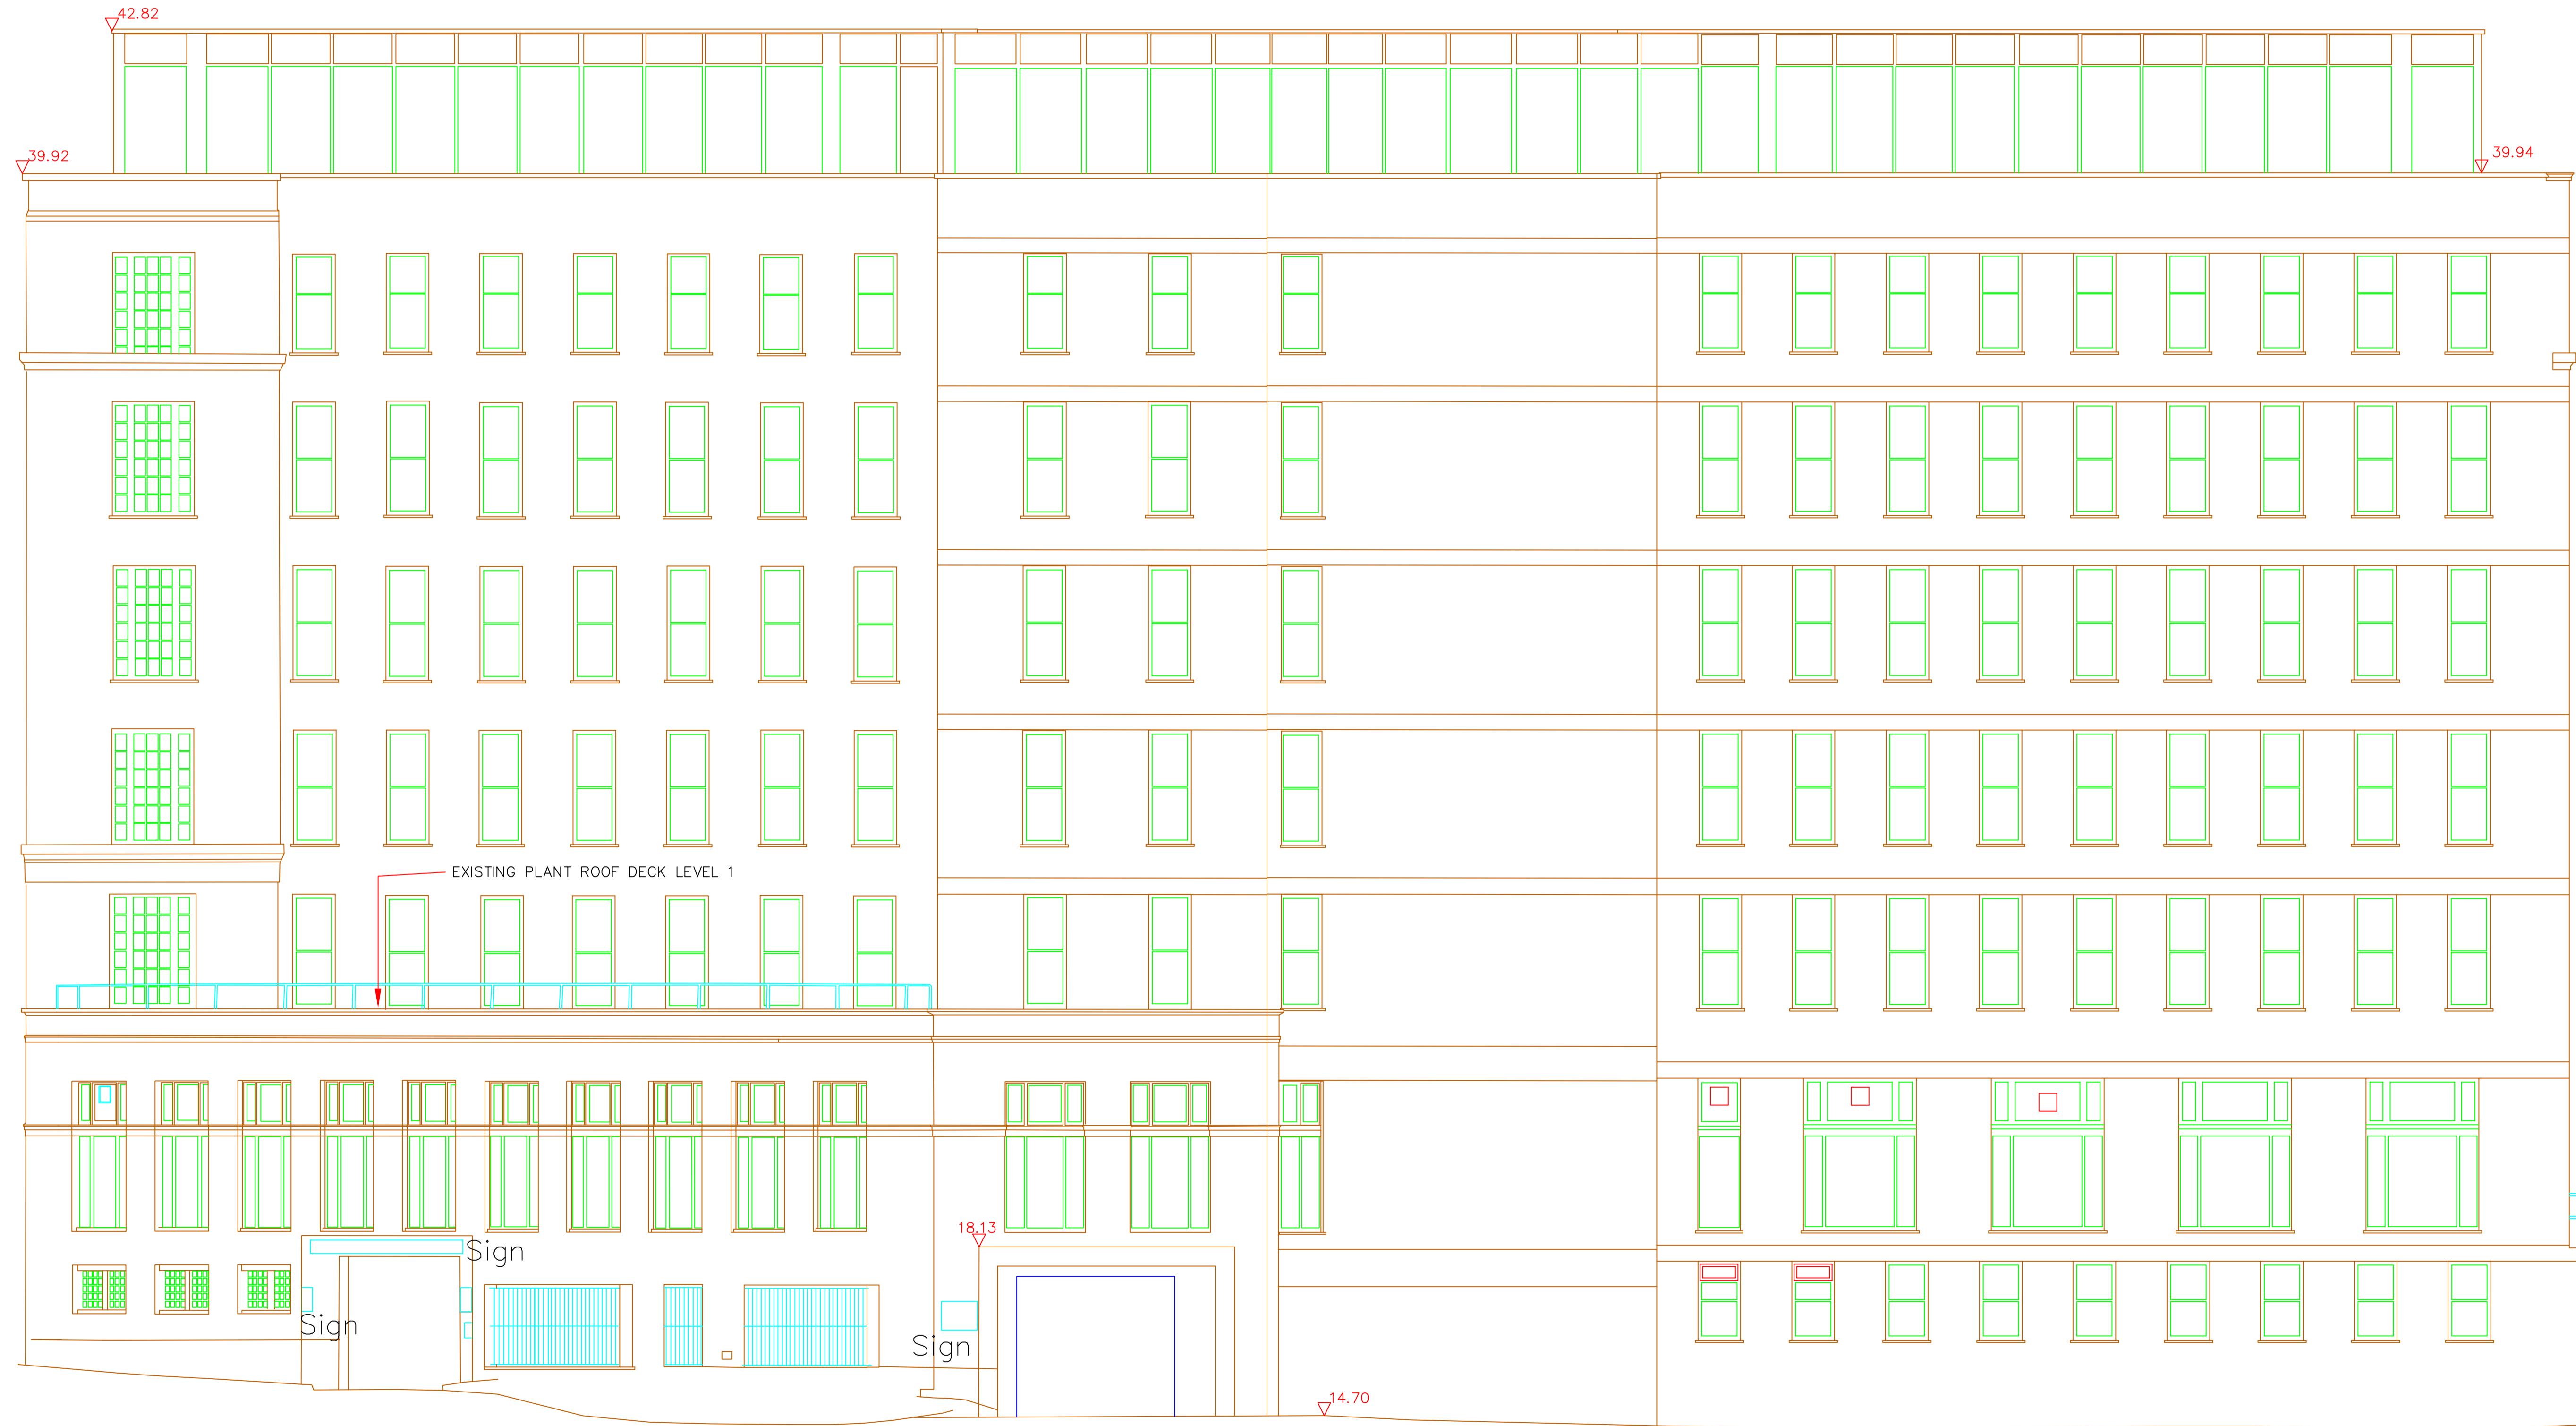 42.82
39.92
39.94
EXISTING PLANT ROOF DECK LEVEL 1
18.13
Sign
Sign
Sign
14.70